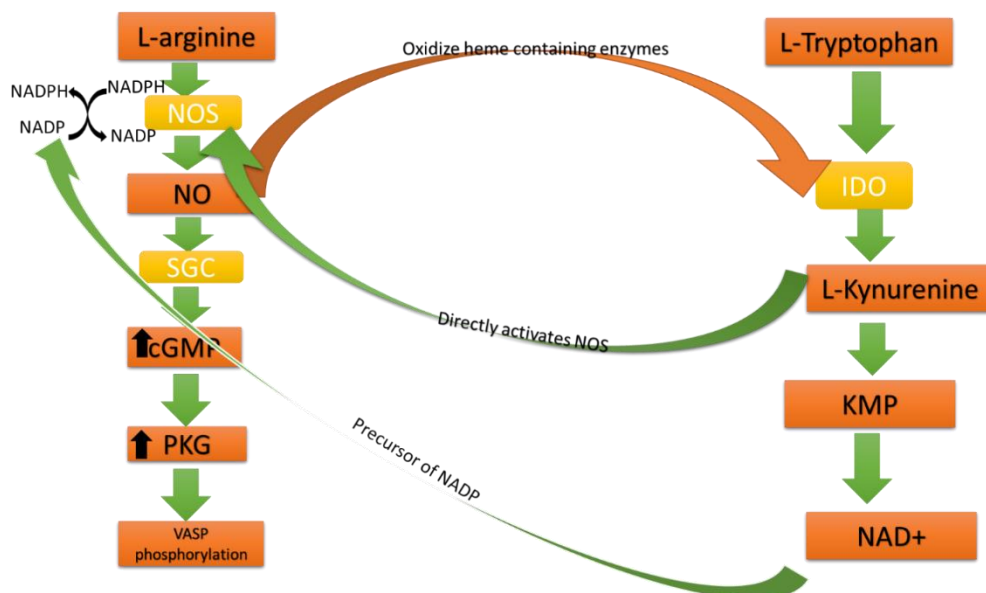 L-arginine
Oxidize heme containing enzymes
L-Tryptophan
NADPH
NADPH
NOS
NADP
NADP
NO
IDO
SGC
L-Kynurenine
Directly activates NOS
cGMP
KMP
PKG
Precursor of NADP
VASP
phosphorylation
NAD+